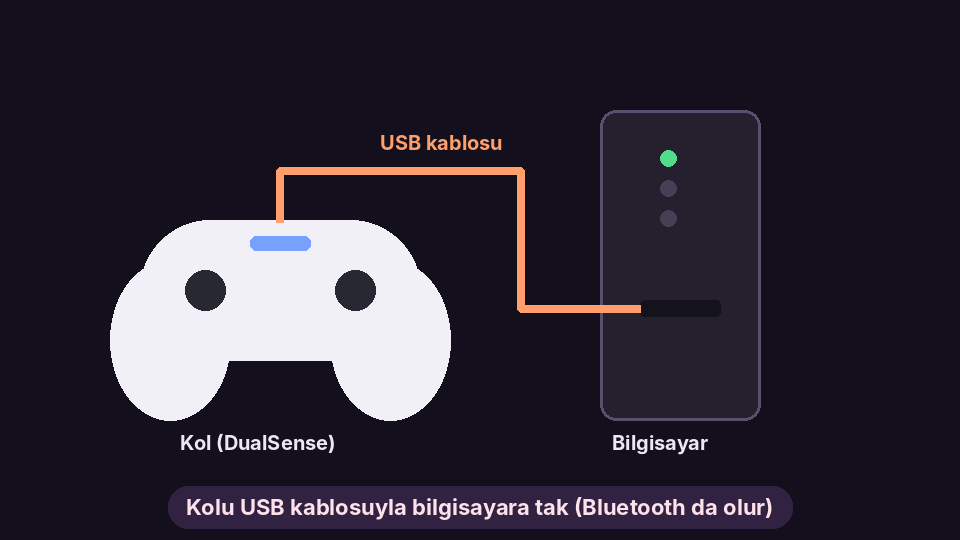 USB kablosu
Kol (DualSense)
Bilgisayar
Kolu USB kablosuyla bilgisayara tak (Bluetooth da olur)